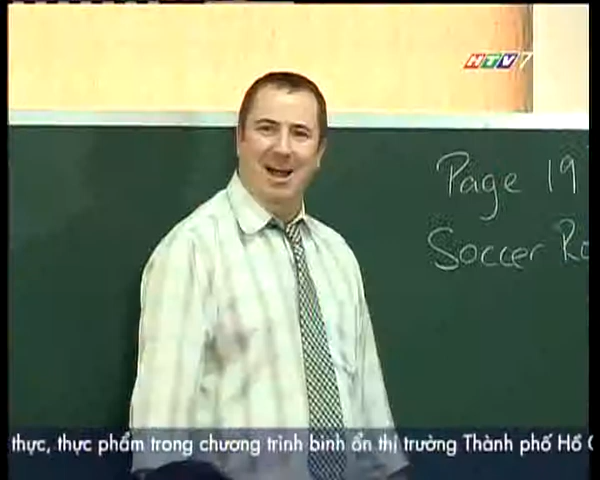 HTV7
Page 19
Soccer
thực, thực phẩm trong chương trình bình ổn thị trường Thành phố Hồ